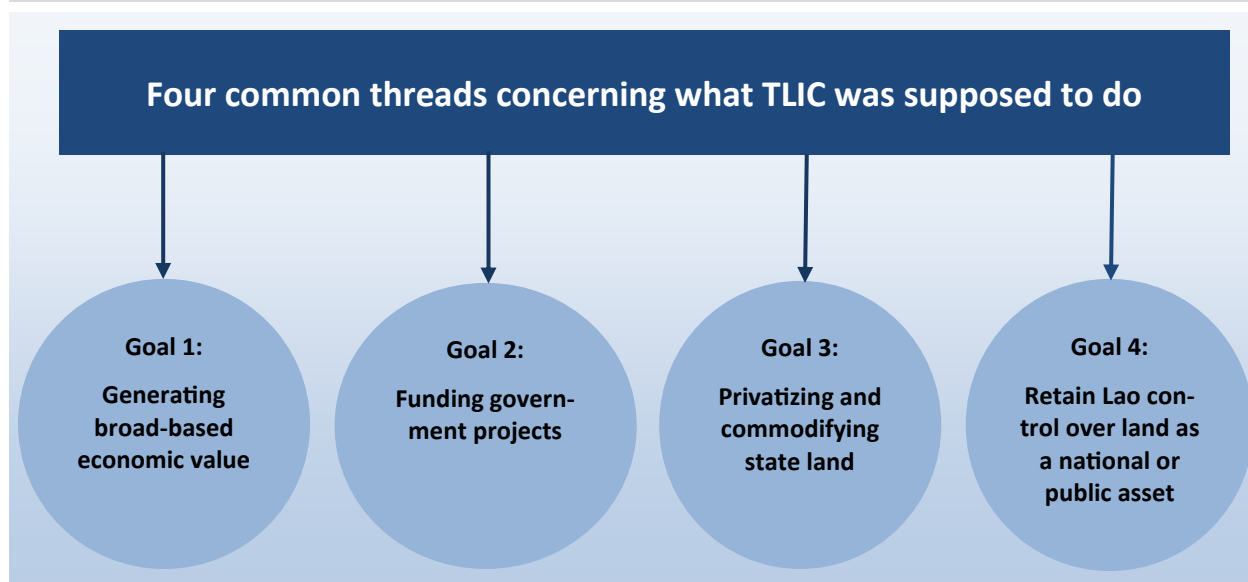 Four common threads concerning what TLIC was supposed to do
Goal 1:
Generating
broad-based
economic value
Goal 2:
Funding govern-
ment projects
Goal 3:
Privatizing and
commodifying
state land
Goal 4:
Retain Lao con-
trol over land as
a national or
public asset